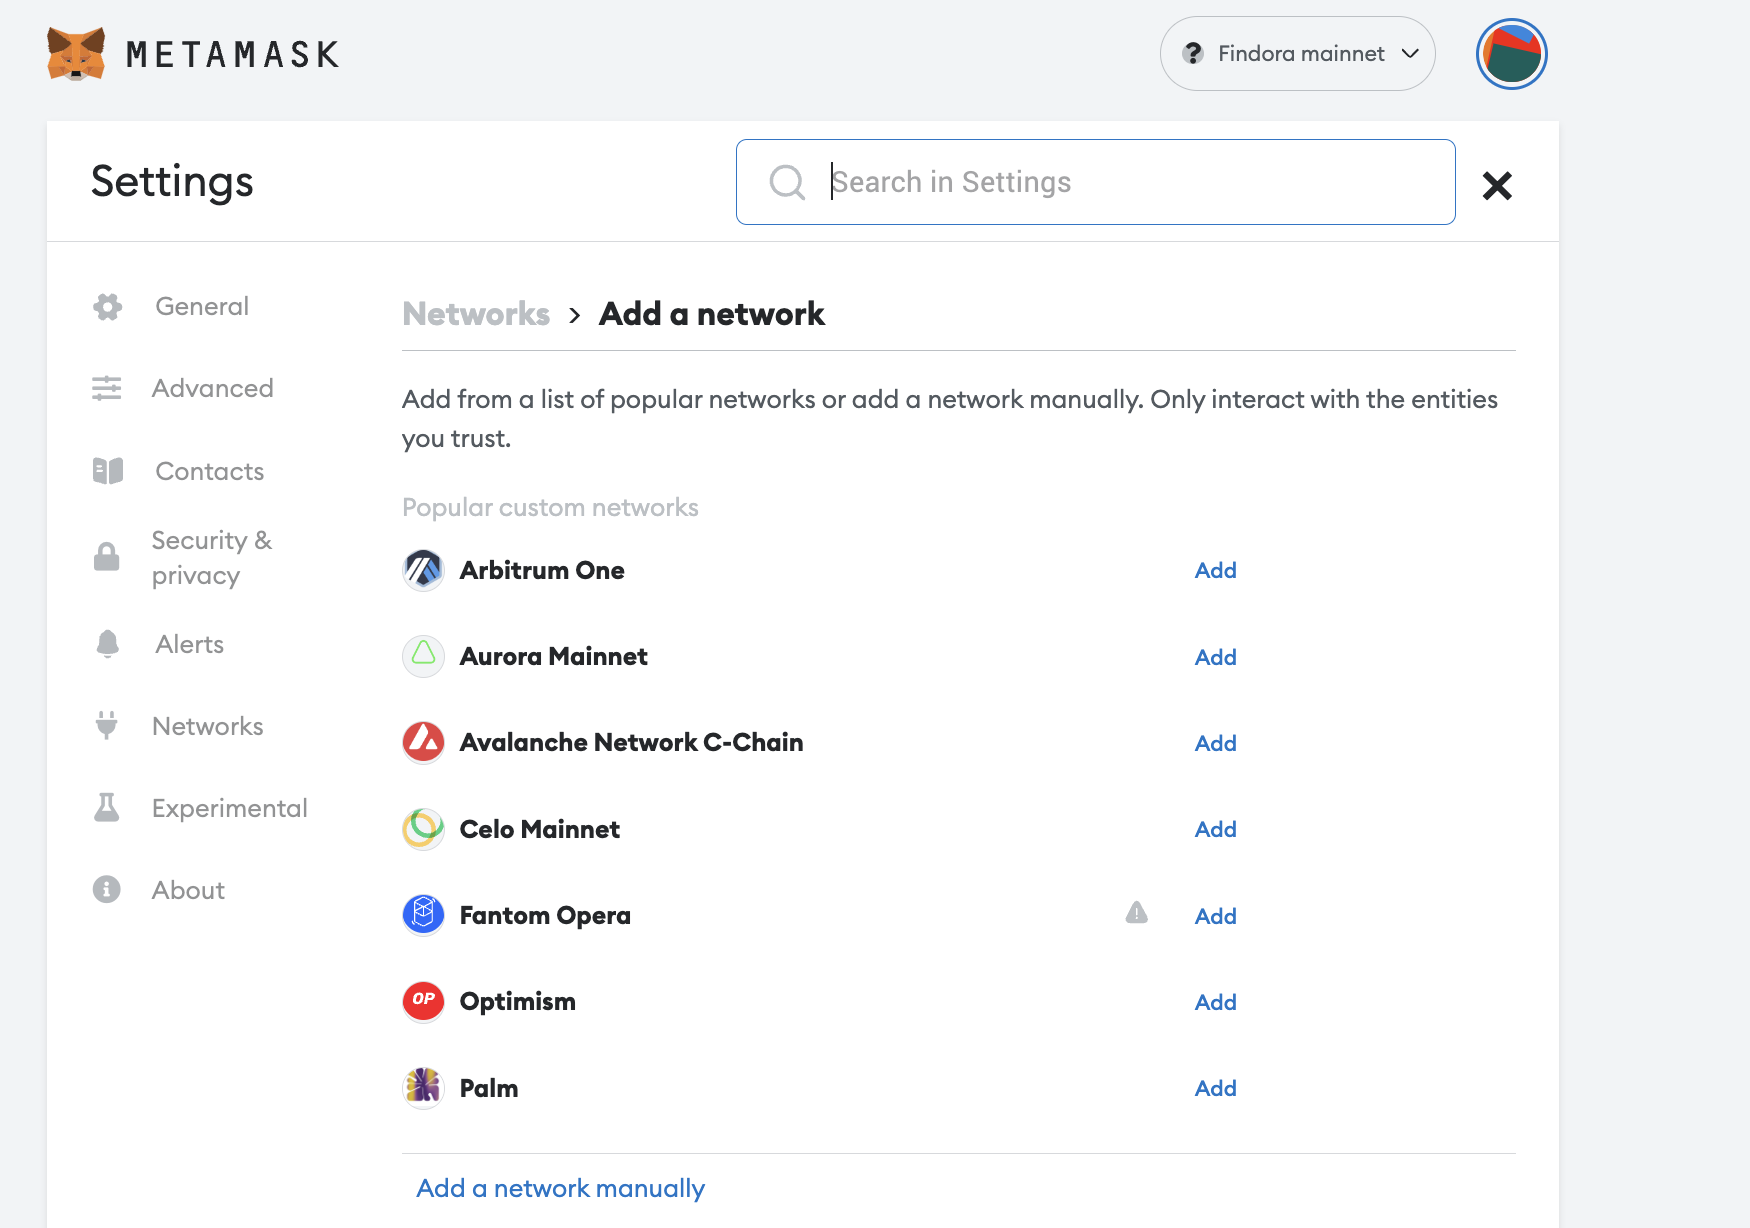 METAMASK
Findora mainnet
Settings
Search in Settings
General
Advanced
Contacts
Security &
privacy
Alerts
Networks
Experimental
About
Networks > Add a network
Add from a list of popular networks or add a network manually. Only interact with the entities
you trust.
Popular custom networks
Arbitrum One Add
Aurora Mainnet Add
Avalanche Network C-Chain Add
Celo Mainnet Add
Fantom Opera Add
OP Optimism Add
Palm Add
Add a network manually